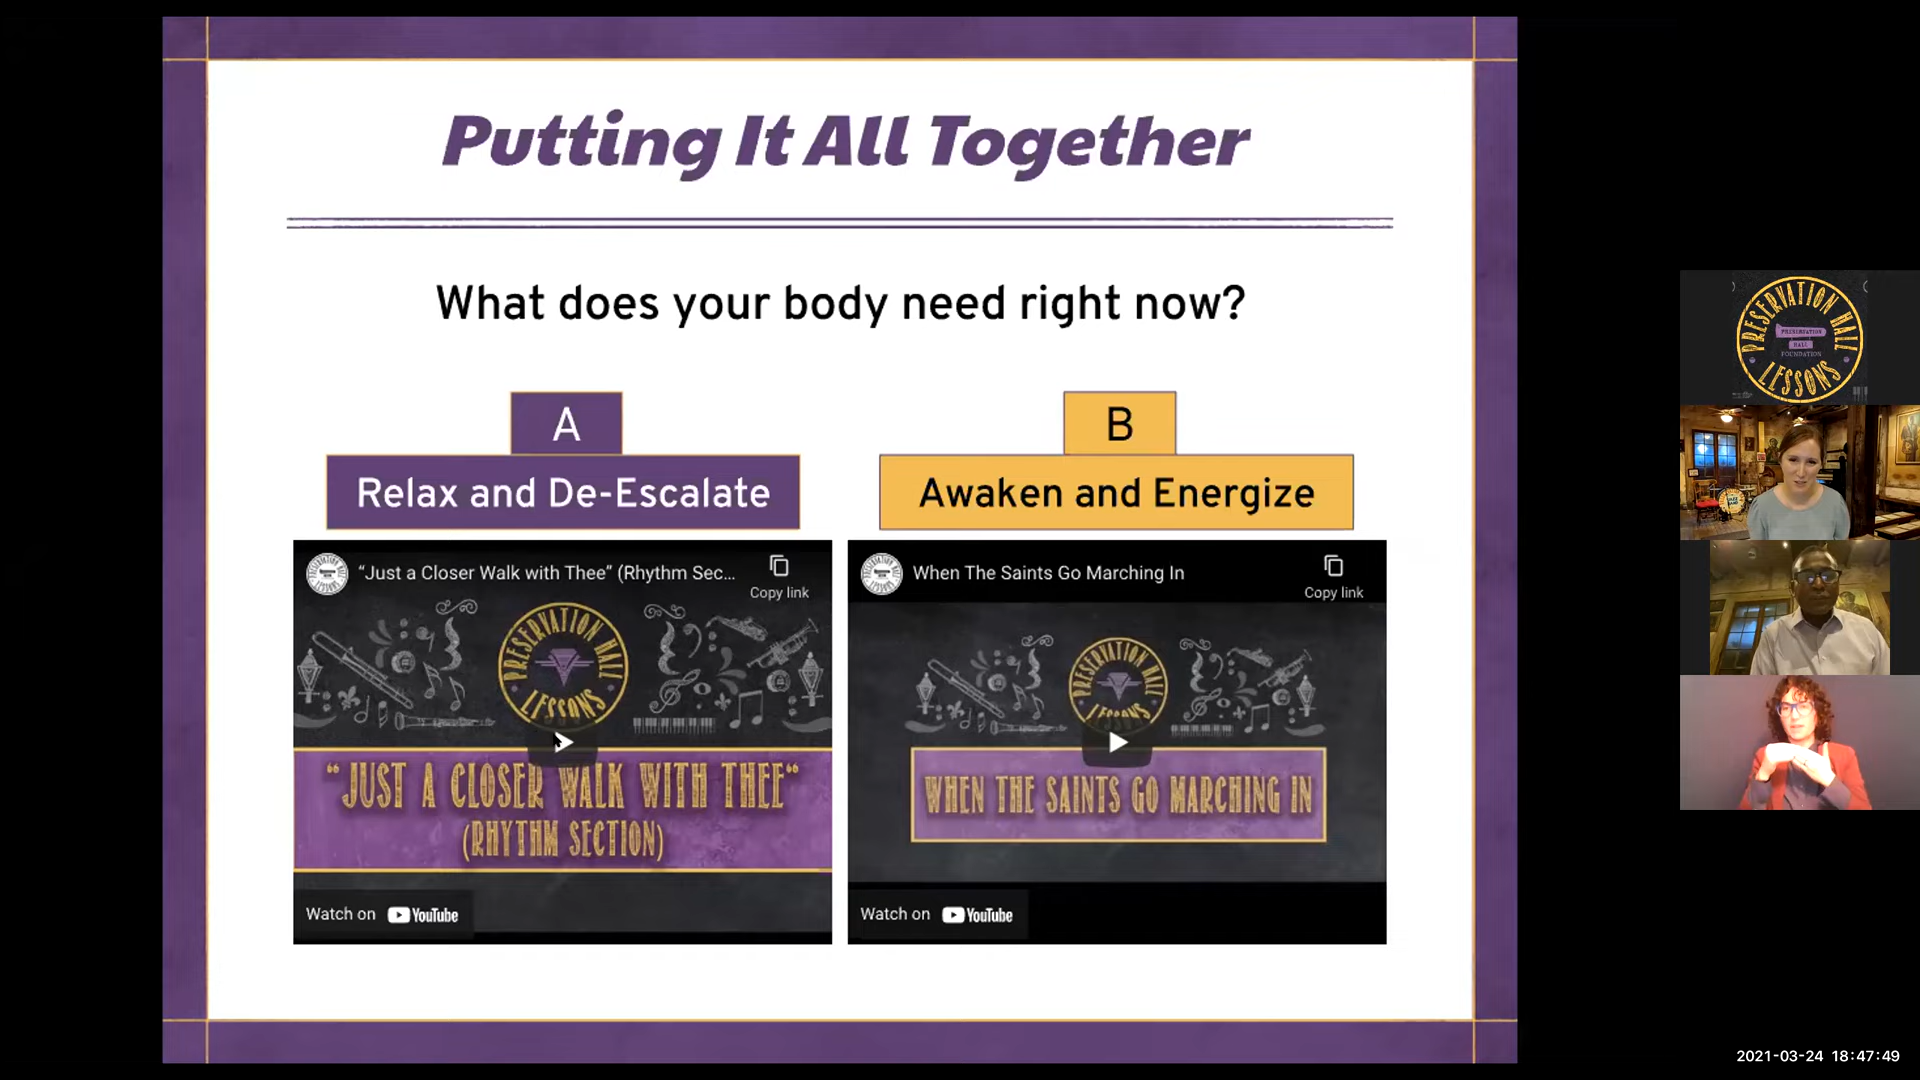 Putting It All Together
What does your body need right now?
A
Relax and De-Escalate
B
Awaken and Energize
“Just a Closer Walk with Thee” (Rhythm Sec...
Copy link
PRESERVATION HALL
LESSONS
“JUST A CLOSER WALK WITH THEE“
(RHYTHM SECTION)
Watch on YouTube
When The Saints Go Marching In
Copy link
PRESERVATION HALL
LESSONS
WHEN THE SAINTS GO MARCHING IN
Watch on YouTube
PRESERVATION HALL
PRESERVATION
HALL
FOUNDATION
LESSONS
2021-03-24 18:47:49